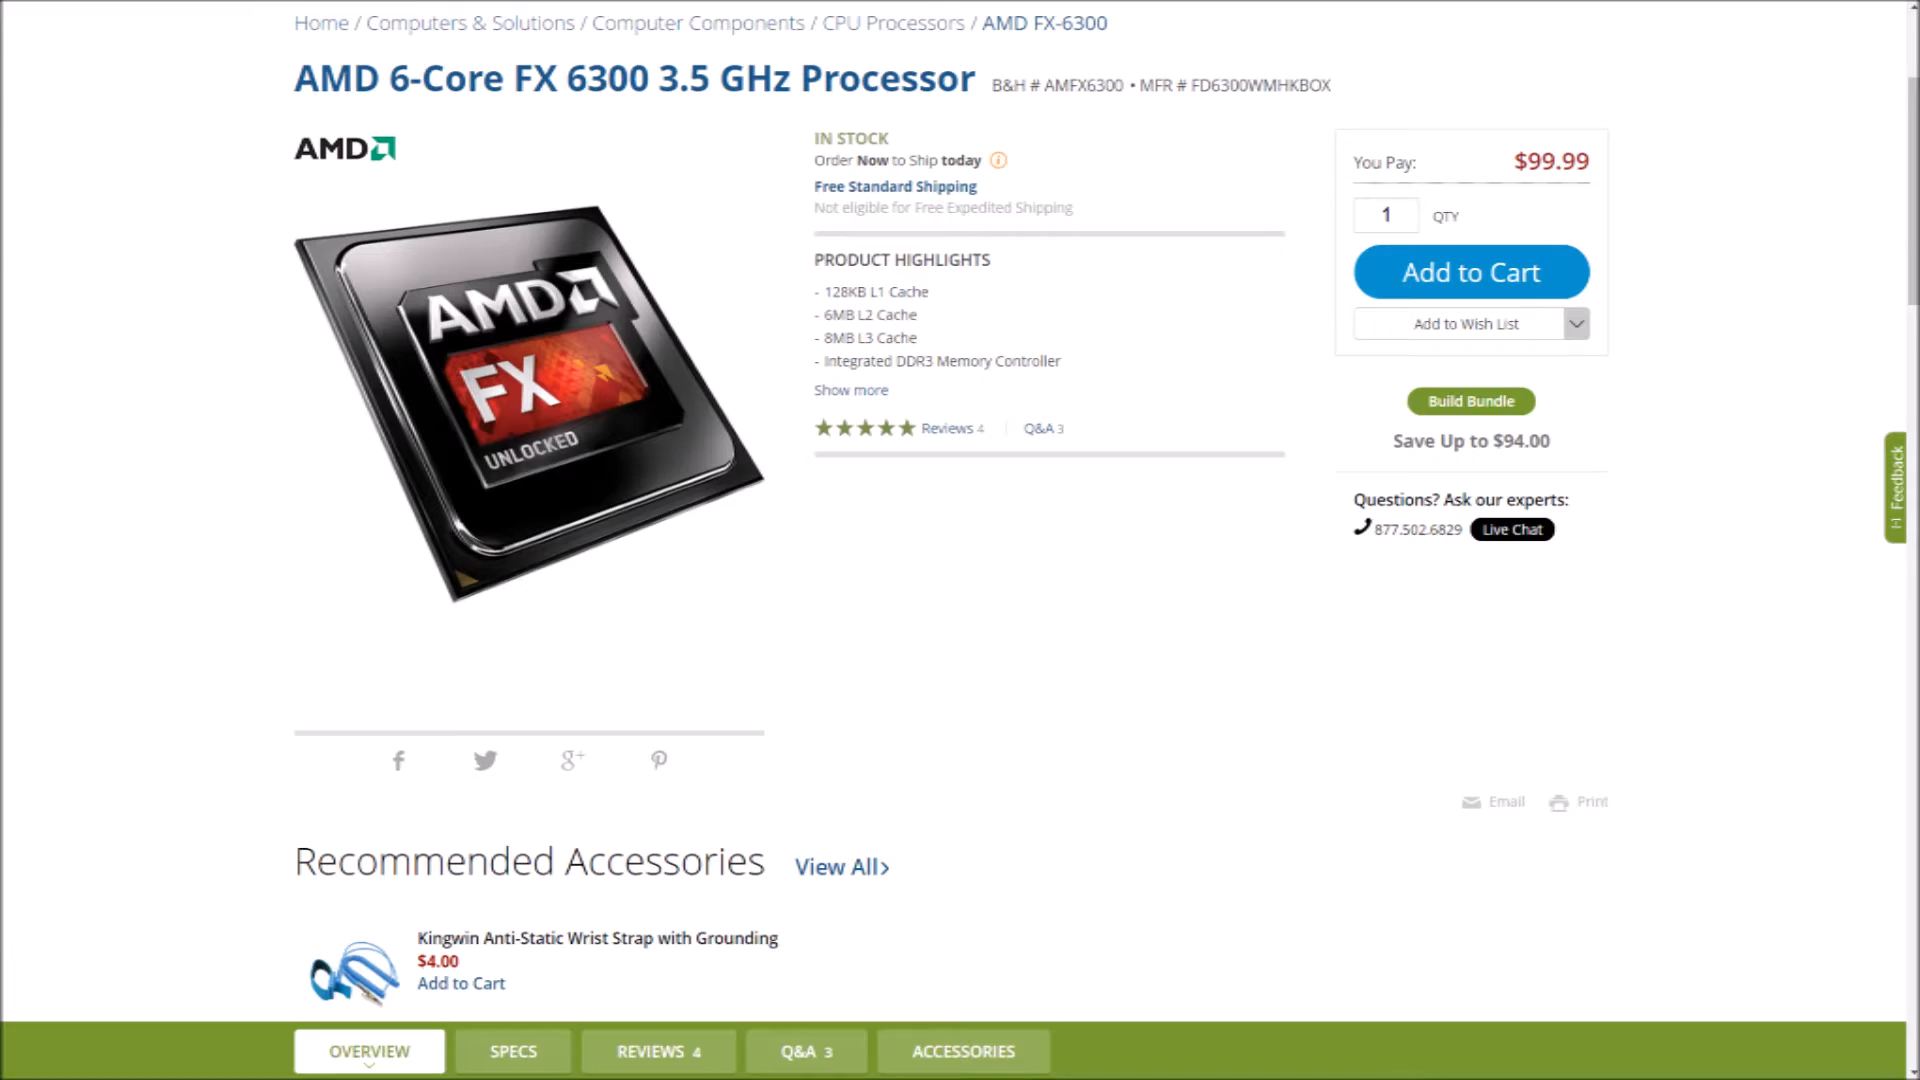 Home / Computers & Solutions / Computer Components / CPU Processors / AMD FX-6300
AMD 6-Core FX 6300 3.5 GHz Processor B&H # AMFX6300 • MFR # FD6300WMHKBOX
AMD
AMD
FX
UNLOCKED
IN STOCK
Order Now to Ship today
Free Standard Shipping
Not eligible for Free Expedited Shipping
PRODUCT HIGHLIGHTS
- 128KB L1 Cache
- 6MB L2 Cache
- 8MB L3 Cache
- Integrated DDR3 Memory Controller
Show more
Reviews 4 Q&A 3
You Pay: $99.99
1 QTY
Add to Cart
Add to Wish List
Build Bundle
Save Up to $94.00
Questions? Ask our experts:
877.502.6829 Live Chat
[-] Feedback
Email Print
Recommended Accessories View All>
Kingwin Anti-Static Wrist Strap with Grounding
$4.00
Add to Cart
OVERVIEW SPECS REVIEWS 4 Q&A 3 ACCESSORIES